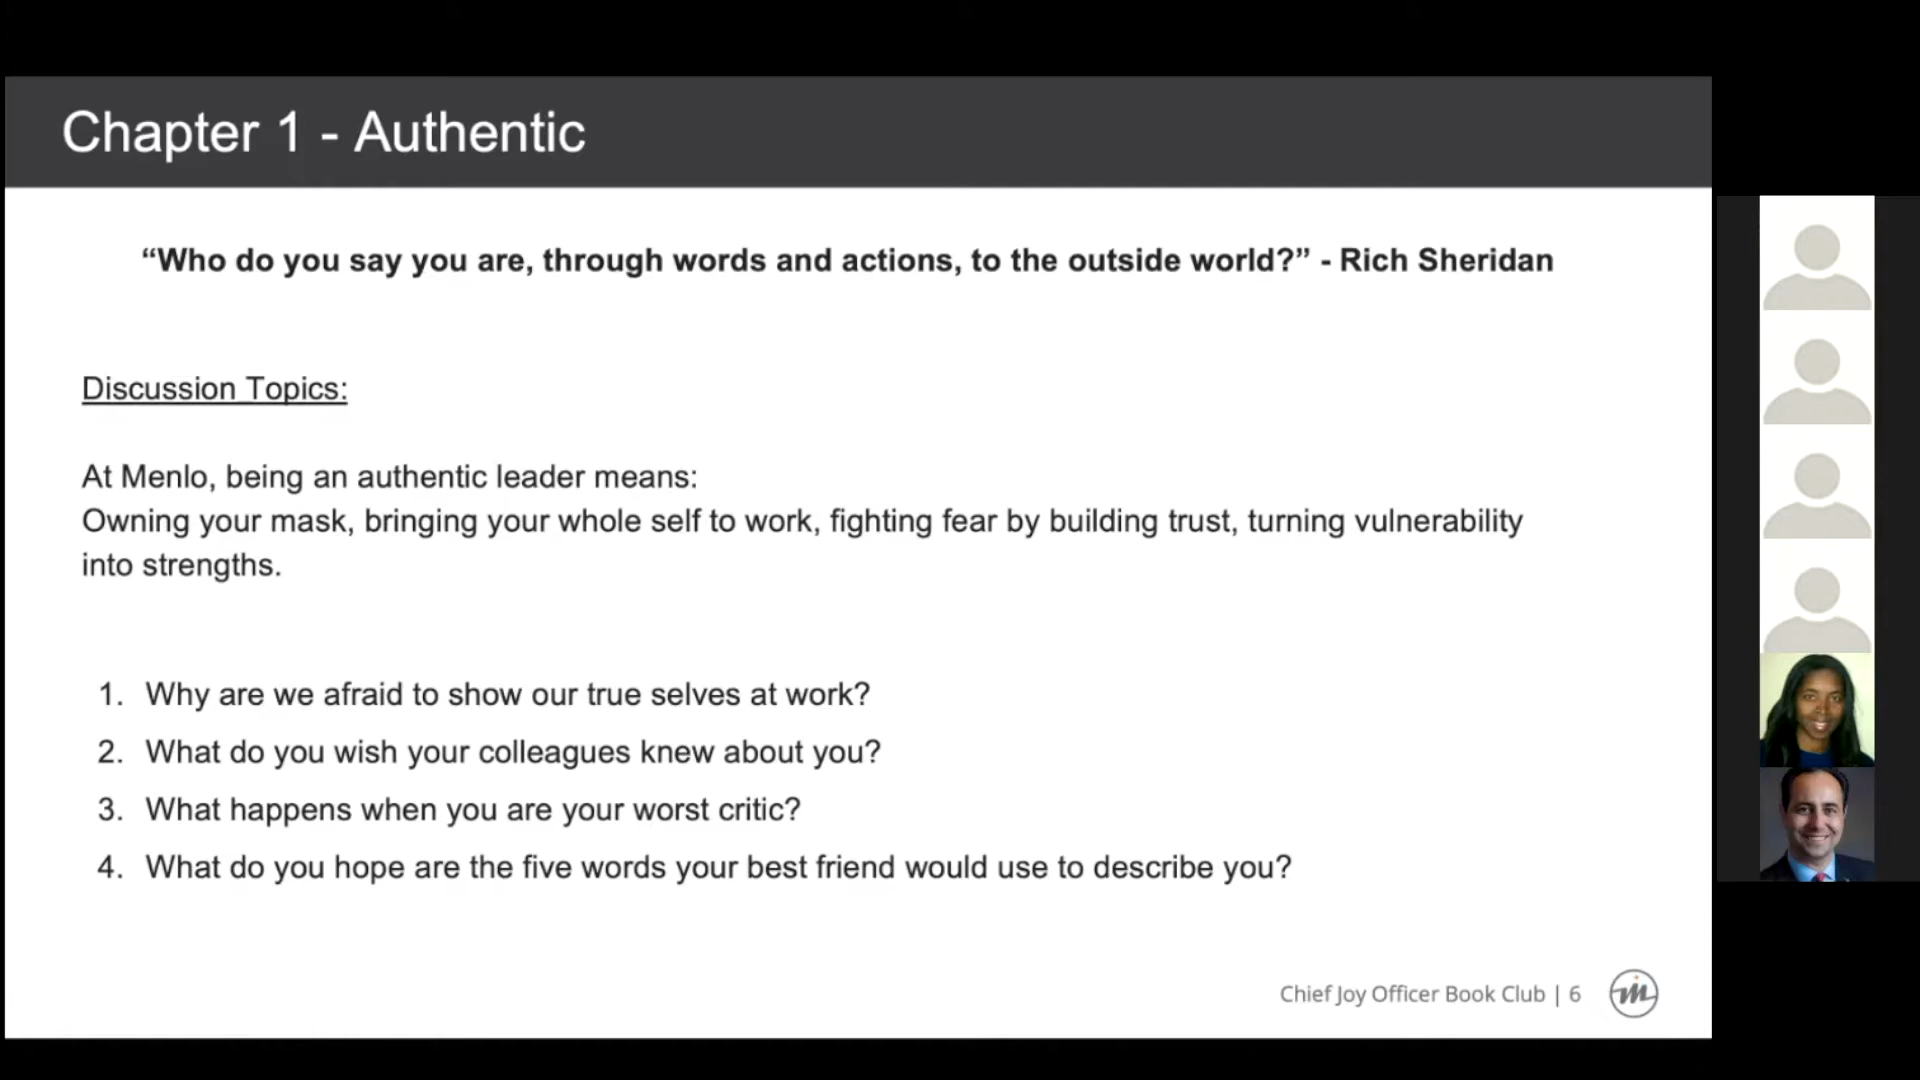 Chapter 1 - Authentic
“Who do you say you are, through words and actions, to the outside world?” - Rich Sheridan
Discussion Topics:
At Menlo, being an authentic leader means:
Owning your mask, bringing your whole self to work, fighting fear by building trust, turning vulnerability
into strengths.
1. Why are we afraid to show our true selves at work?
2. What do you wish your colleagues knew about you?
3. What happens when you are your worst critic?
4. What do you hope are the five words your best friend would use to describe you?
Chief Joy Officer Book Club | 6